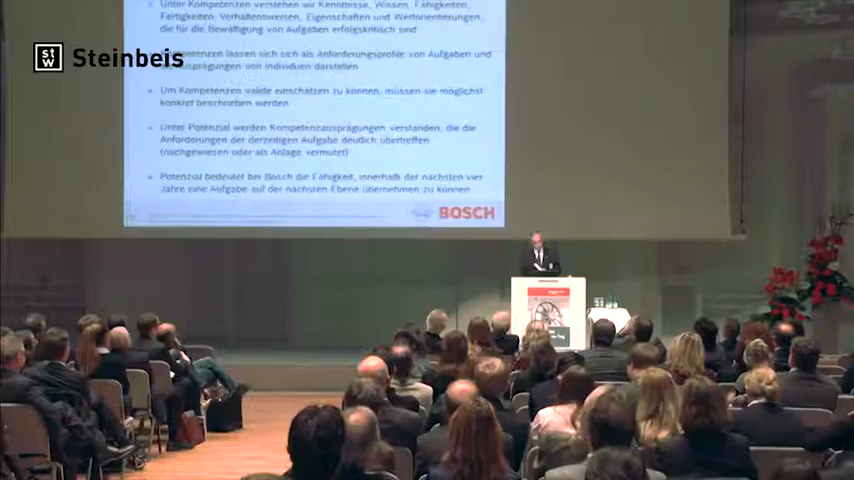 Unter Kompetenzen verstehen wir Kenntnisse, Wissen, Fähigkeiten,
Fertigkeiten, Verhaltensweisen, Eigenschaften und Wertorientierungen,
die für die Bewältigung von Aufgaben erfolgskritisch sind
stw Steinbeis
Kompetenzen lassen sich als Anforderungsprofile von Aufgaben und
als Ausprägungen von Individuen darstellen
Um Kompetenzen valide einschätzen zu können, müssen sie möglichst
konkret beschrieben werden
Unter Potenzial werden Kompetenzausprägungen verstanden, die die
Anforderungen der derzeitigen Aufgabe deutlich übertreffen
(nachgewiesen oder als Anlage vermutet)
Potenzial bedeutet bei Bosch die Fähigkeit, innerhalb der nächsten vier
Jahre eine Aufgabe auf der nächsten Ebene übernehmen zu können
BOSCH